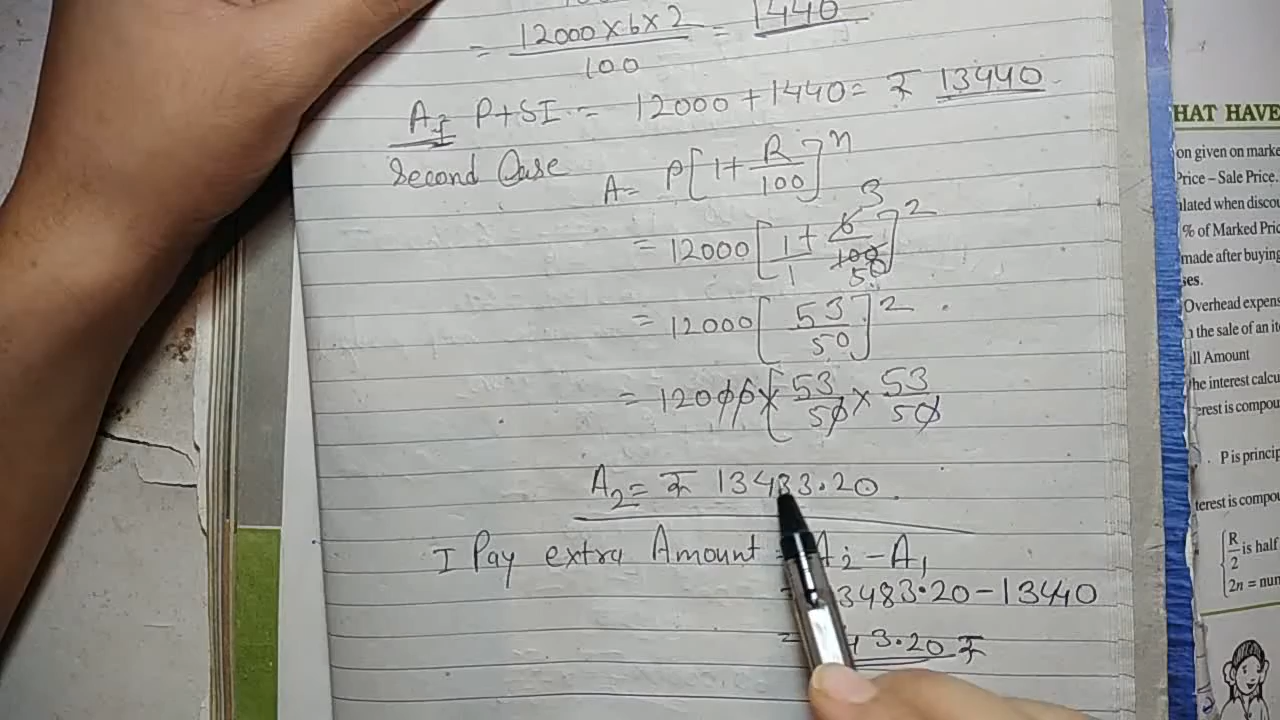 = 12000 × 6 × 2 / 100 = 1440
A₁ = P + SI = 12000 + 1440 = ₹ 13440
Second Case A = P[1 + R/100]ⁿ
= 12000 [1/1 + 6/100]² 3 50
= 12000 [53/50]²
= 12000 × [53/50 × 53/50
A₂ = ₹ 13483.20
I Pay extra Amount = A₂ − A₁
= 3483.20 − 13440
= 43.20 ₹
HAT HAVE
on given on marke
Price – Sale Price.
ulated when discou
% of Marked Pric
made after buying
ses.
Overhead expens
n the sale of an it
ill Amount
he interest calcu
erest is compou
. P is princip
terest is compou
R/2 is half
2n = num